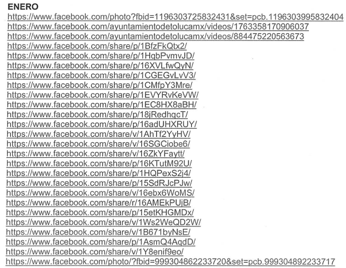 ENERO
https://www.facebook.com/photo?fbid=1196303725832431&set=pcb.1196303995832404
https://www.facebook.com/ayuntamientodetolucamx/videos/1763358170906037
https://www.facebook.com/ayuntamientodetolucamx/videos/884475220563673
https://www.facebook.com/share/p/1BfzFkQtx2/
https://www.facebook.com/share/p/1HqbPvmvJD/
https://www.facebook.com/share/p/16XVLfwQyN/
https://www.facebook.com/share/p/1CGEGvLvV3/
https://www.facebook.com/share/p/1CMfpY3Mre/
https://www.facebook.com/share/p/1EVYRvKeVW/
https://www.facebook.com/share/p/1EC8HX8aBH/
https://www.facebook.com/share/p/18jRedhqcT/
https://www.facebook.com/share/p/16adUHXRUY/
https://www.facebook.com/share/v/1AhTf2YyHV/
https://www.facebook.com/share/v/16SGCiobe6/
https://www.facebook.com/share/v/16ZkYFaytt/
https://www.facebook.com/share/p/16KTutM92U/
https://www.facebook.com/share/p/1HQPexS2j4/
https://www.facebook.com/share/p/15SdRJcPJw/
https://www.facebook.com/share/v/16ebx6WoMS/
https://www.facebook.com/share/r/16AMEkPUjB/
https://www.facebook.com/share/p/15etKHGMDx/
https://www.facebook.com/share/v/1Ws2WeQD2W/
https://www.facebook.com/share/v/1B671byNsE/
https://www.facebook.com/share/p/1AsmQ4AqdD/
https://www.facebook.com/share/v/1Y8enif9eo/
https://www.facebook.com/photo/?fbid=999304862233720&set=pcb.999304892233717